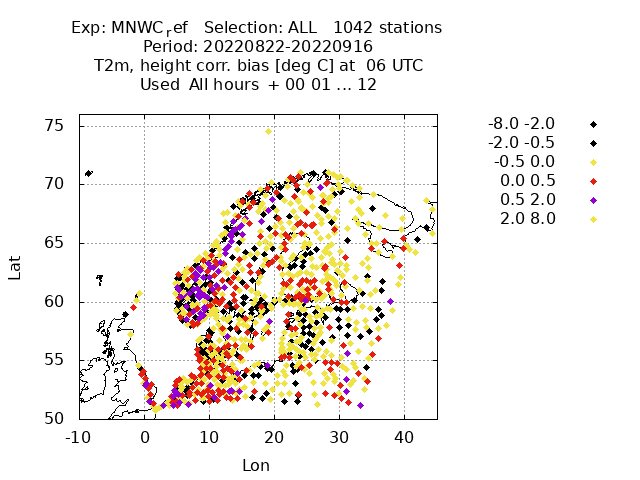 Exp: MNWC_ref Selection: ALL 1042 stations
Period: 20220822-20220916
T2m, height corr. bias [deg C] at 06 UTC
Used All hours + 00 01 ... 12
-8.0 -2.0
-2.0 -0.5
-0.5 0.0
0.0 0.5
0.5 2.0
2.0 8.0
75
70
65
60
55
50
Lat
-10 0 10 20 30 40
Lon